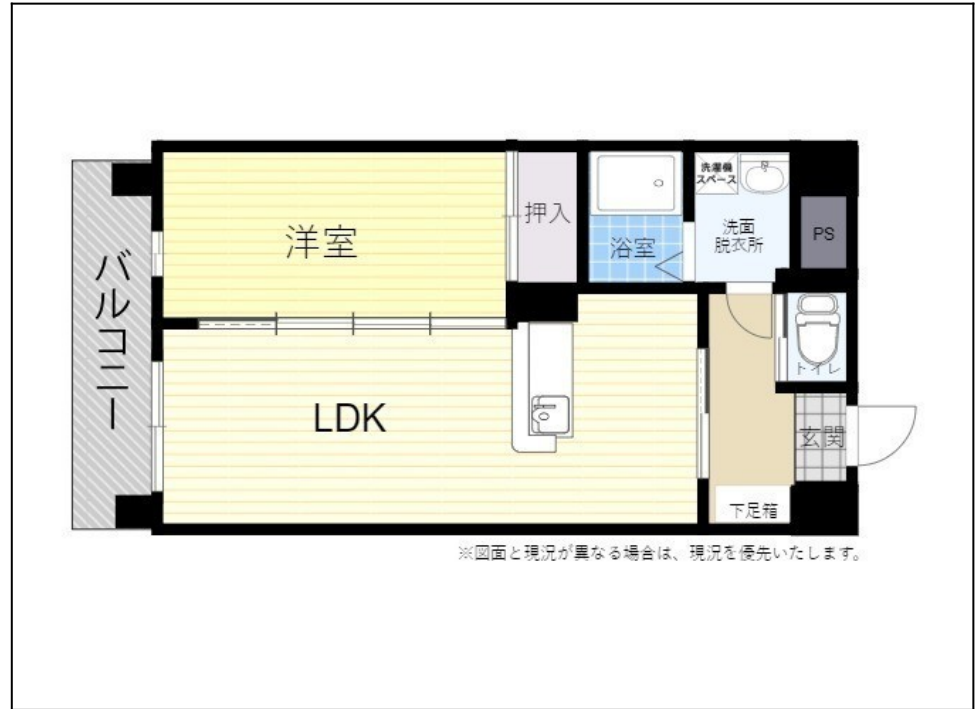 バルコニー
洋室
押入
浴室
洗濯機
スペース
洗面
脱衣所
PS
LDK
トイレ
玄関
下足箱
※図面と現況が異なる場合は、現況を優先いたします。